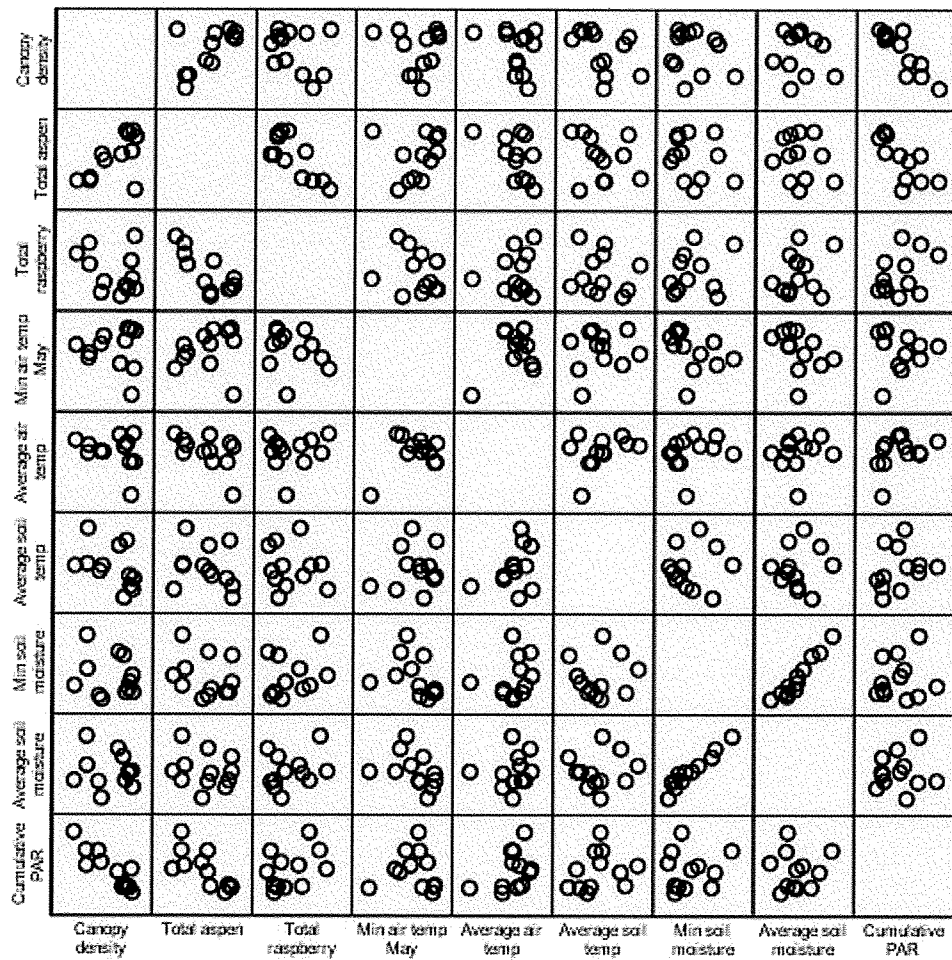 Canopy
density
Total aspen
Total
raspberry
Min air temp
May
Average air
temp
Average soil
temp
Min soil
moisture
Average soil
moisture
Cumulative
PAR
Canopy
density
Total aspen
Total
raspberry
Min air temp
May
Average air
temp
Average soil
temp
Min soil
moisture
Average soil
moisture
Cumulative
PAR